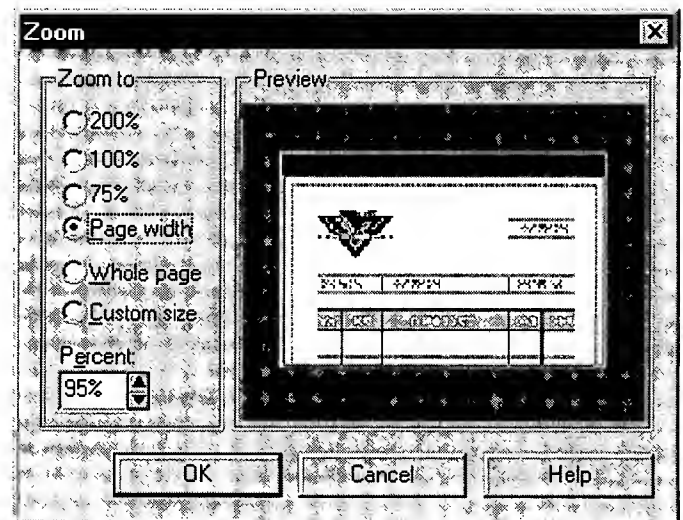 Zoom
Zoom to
200%
100%
75%
Page width
Whole page
Custom size
Percent:
95%
Preview
OK
Cancel
Help